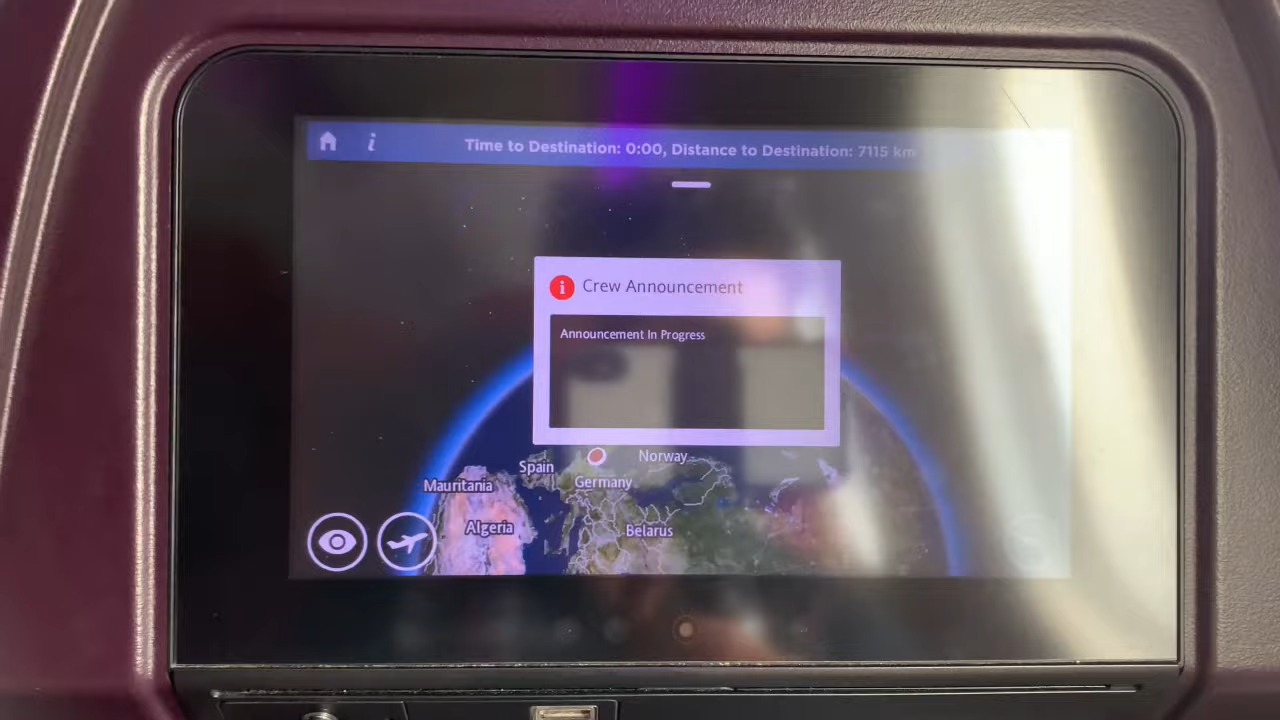 Time to Destination: 0:00, Distance to Destination: 7115 km
i Crew Announcement
Announcement In Progress
Norway
Spain
Germany
Mauritania
Algeria
Belarus